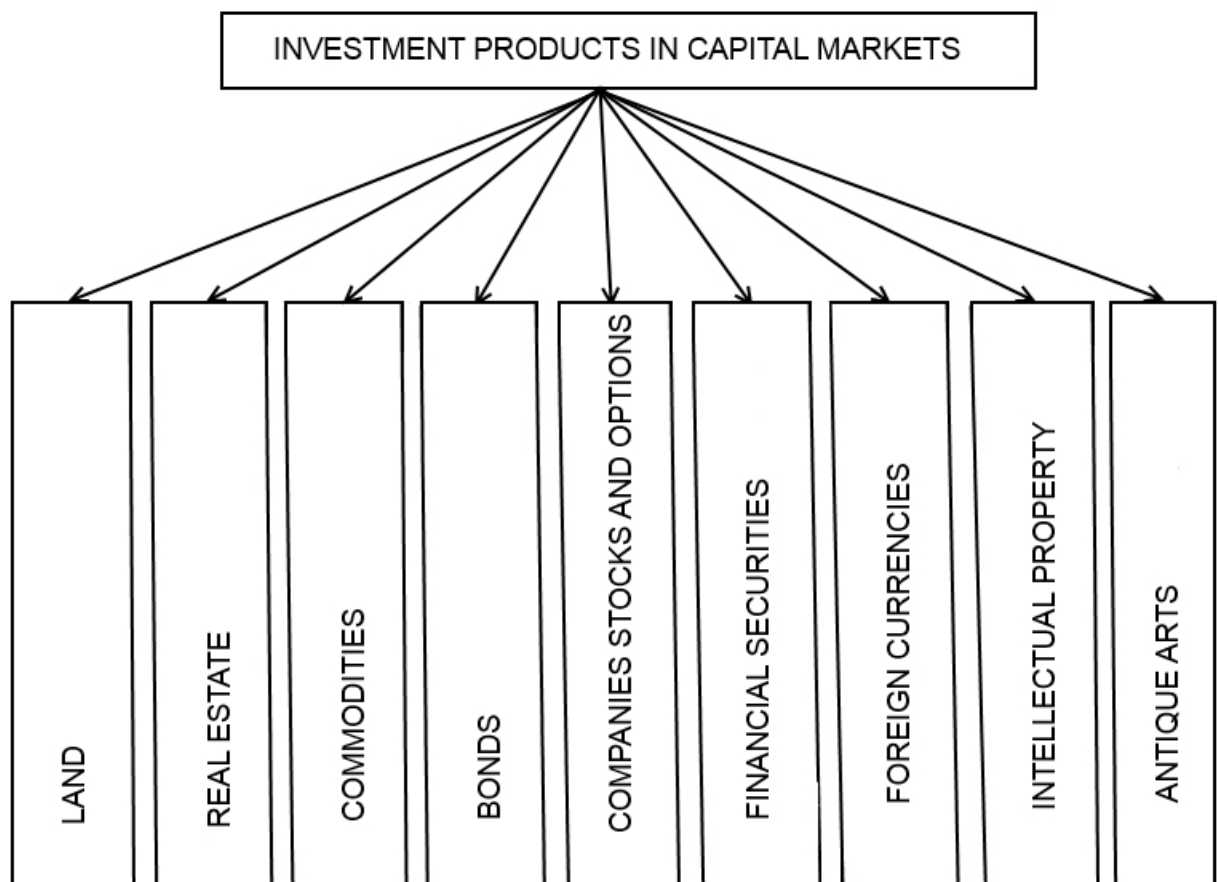 INVESTMENT PRODUCTS IN CAPITAL MARKETS
LAND
REAL ESTATE
COMMODITIES
BONDS
COMPANIES STOCKS AND OPTIONS
FINANCIAL SECURITIES
FOREIGN CURRENCIES
INTELLECTUAL PROPERTY
ANTIQUE ARTS